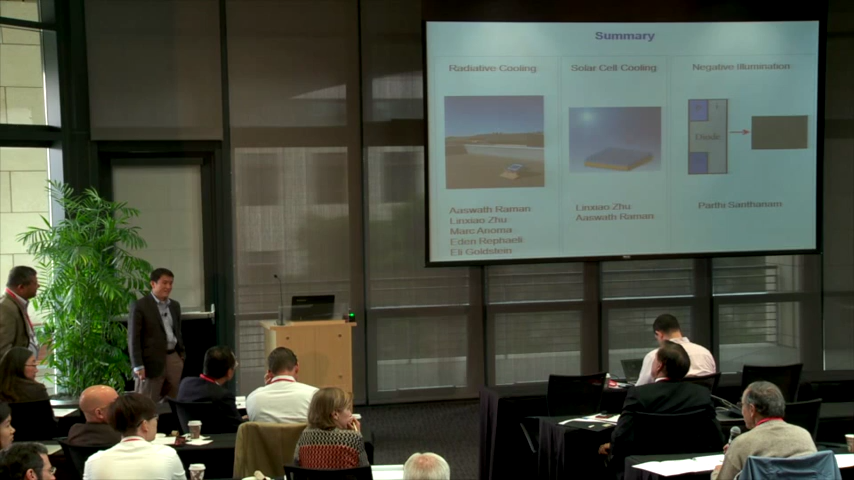 Summary
Radiative Cooling
Solar Cell Cooling
Negative Illumination
Diode
Aaswath Raman
Linxiao Zhu
Marc Anoma
Eden Rephaeli
Eli Goldstein
Linxiao Zhu
Aaswath Raman
Parthi Santhanam